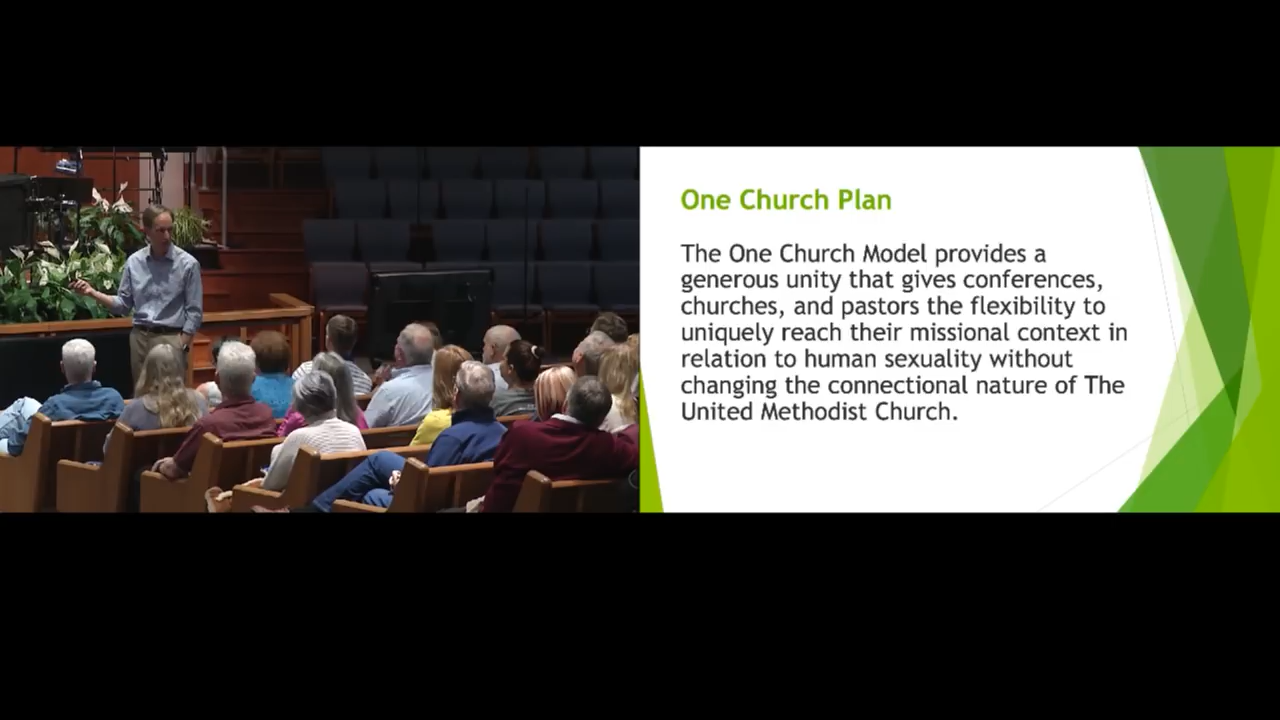 One Church Plan
The One Church Model provides a
generous unity that gives conferences,
churches, and pastors the flexibility to
uniquely reach their missional context in
relation to human sexuality without
changing the connectional nature of The
United Methodist Church.